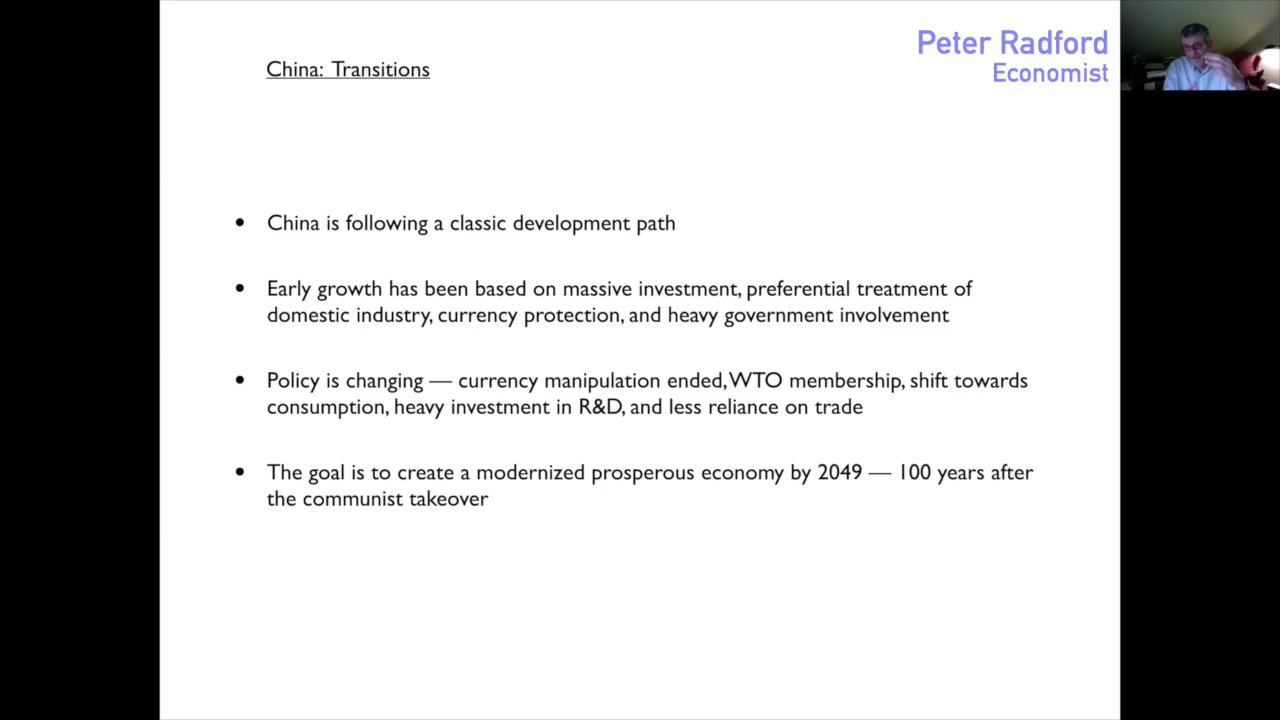 Peter Radford
Economist
China: Transitions
• China is following a classic development path
• Early growth has been based on massive investment, preferential treatment of
domestic industry, currency protection, and heavy government involvement
• Policy is changing — currency manipulation ended, WTO membership, shift towards
consumption, heavy investment in R&D, and less reliance on trade
• The goal is to create a modernized prosperous economy by 2049 — 100 years after
the communist takeover